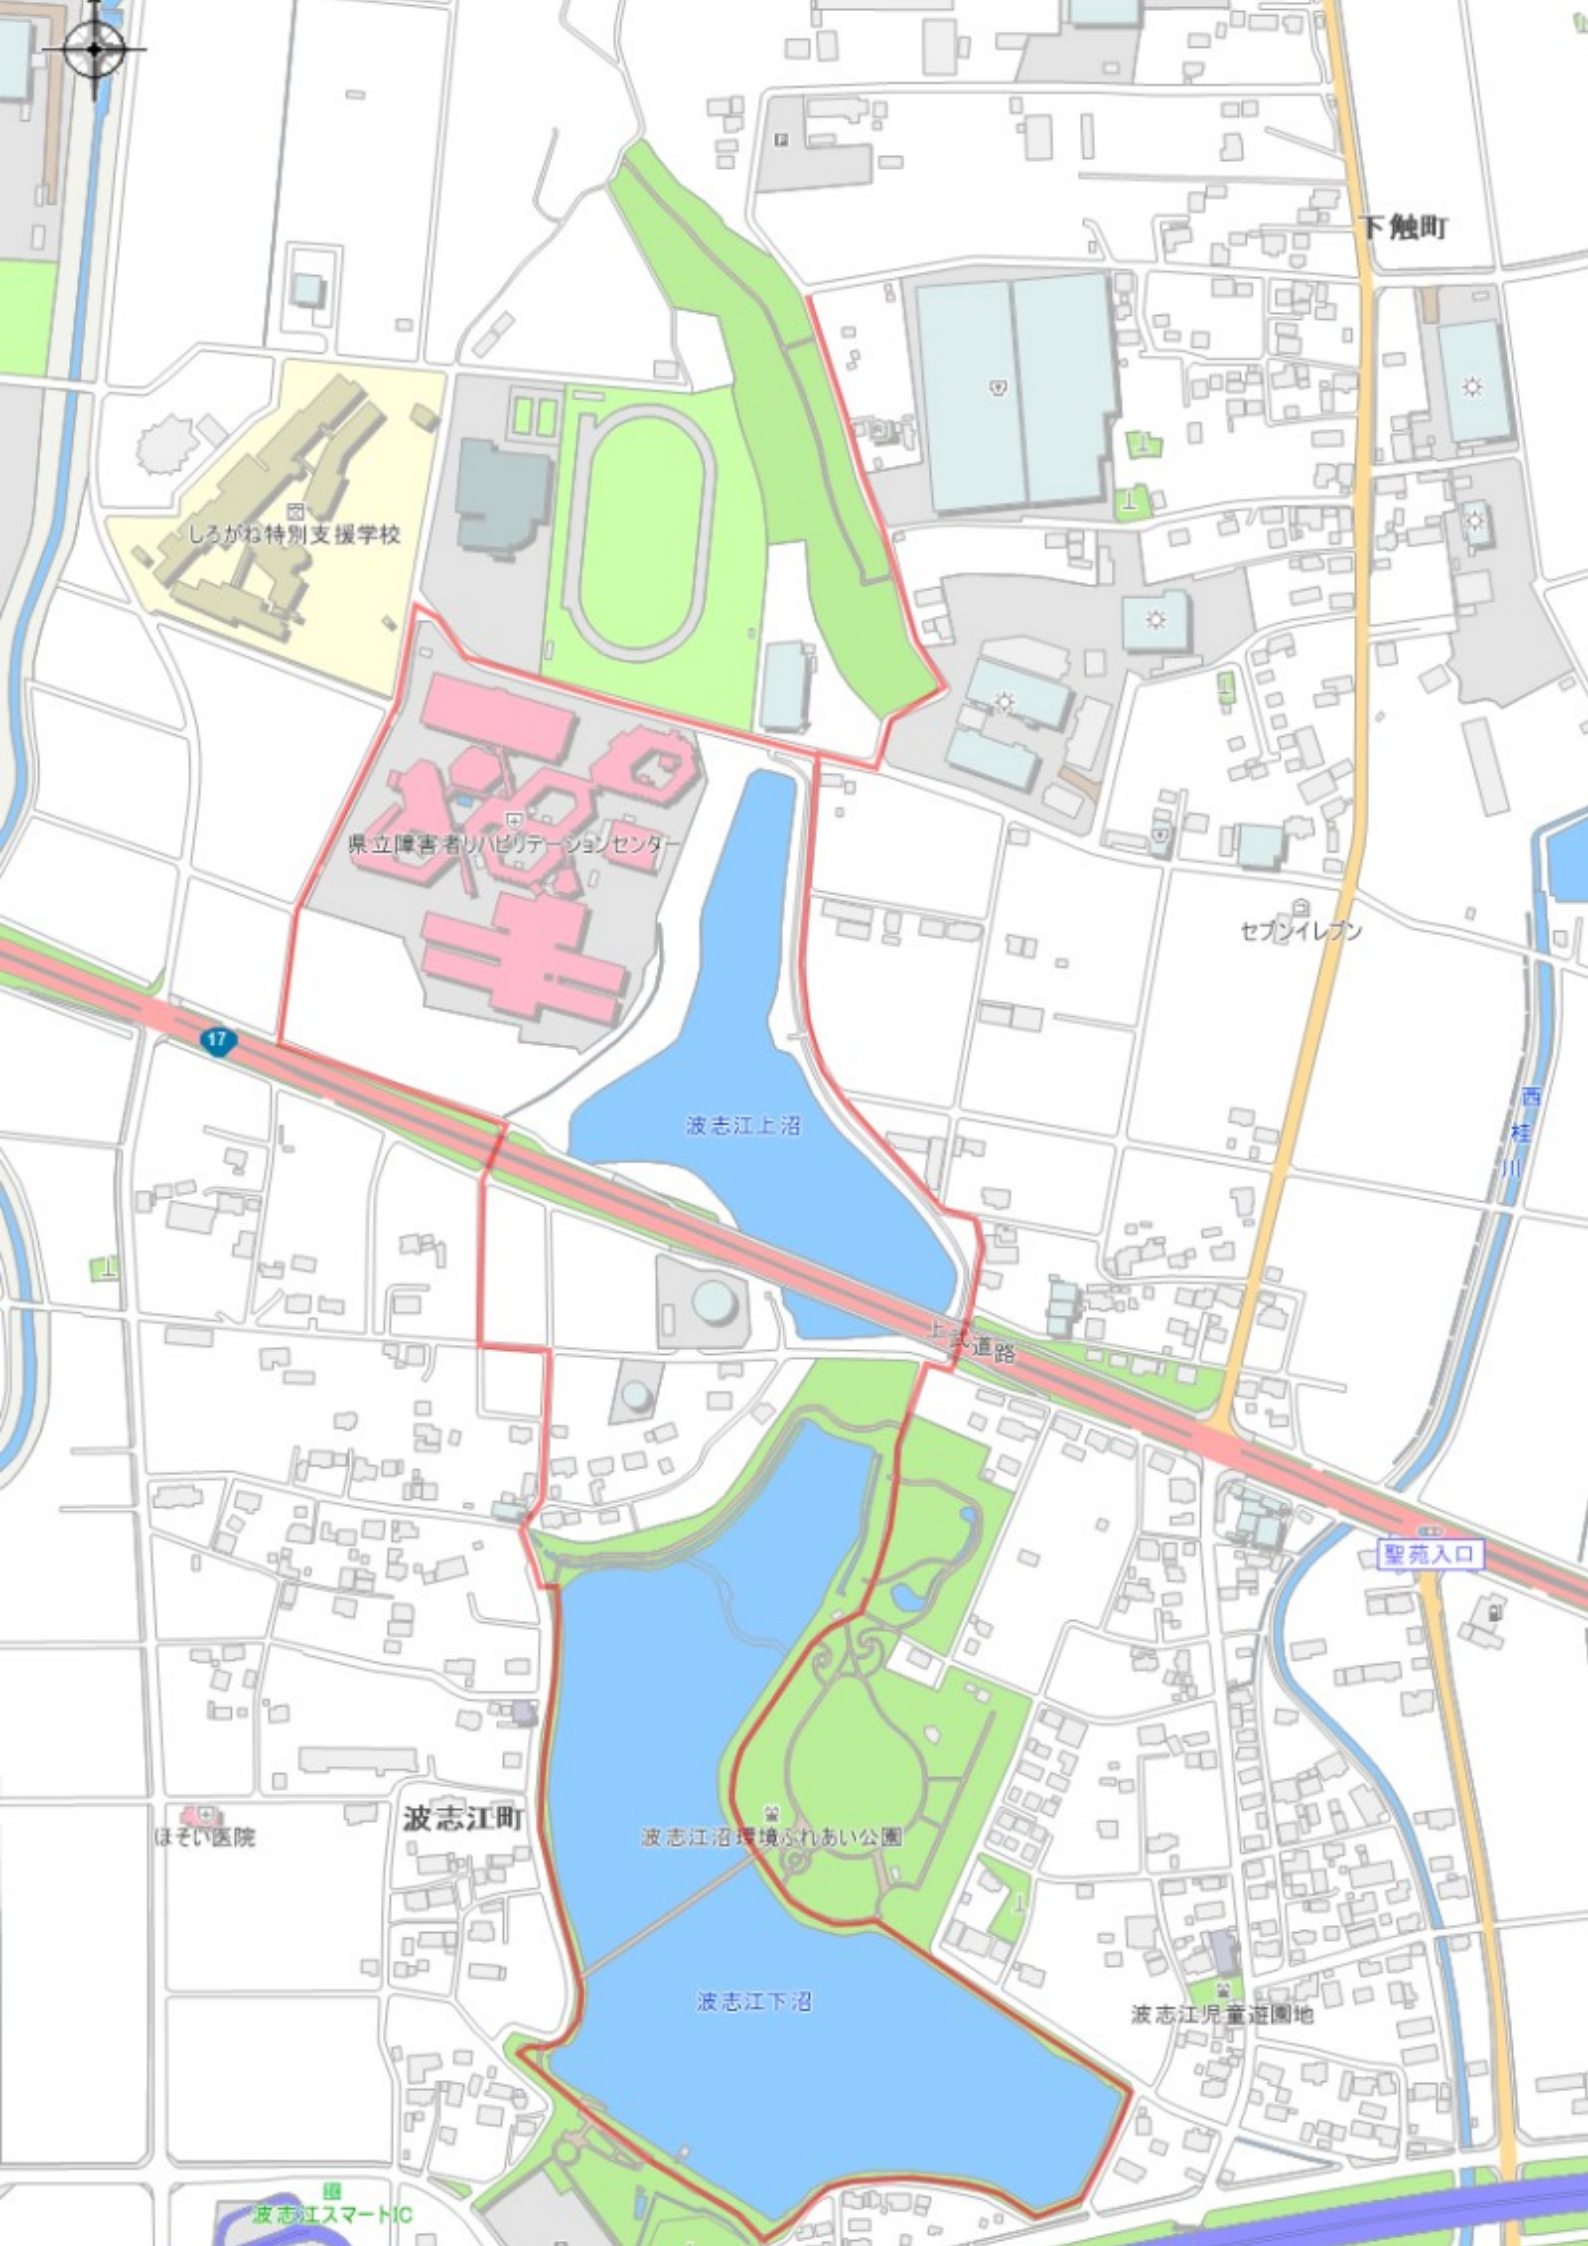 下触町
しろがね特別支援学校
県立障害者リハビリテーションセンター
セブンイレブン
17
西桂川
波志江上沼
上武道路
聖苑入口
波志江町
ほそい医院
波志江沼環境ふれあい公園
波志江下沼
波志江児童遊園地
波志江スマートIC